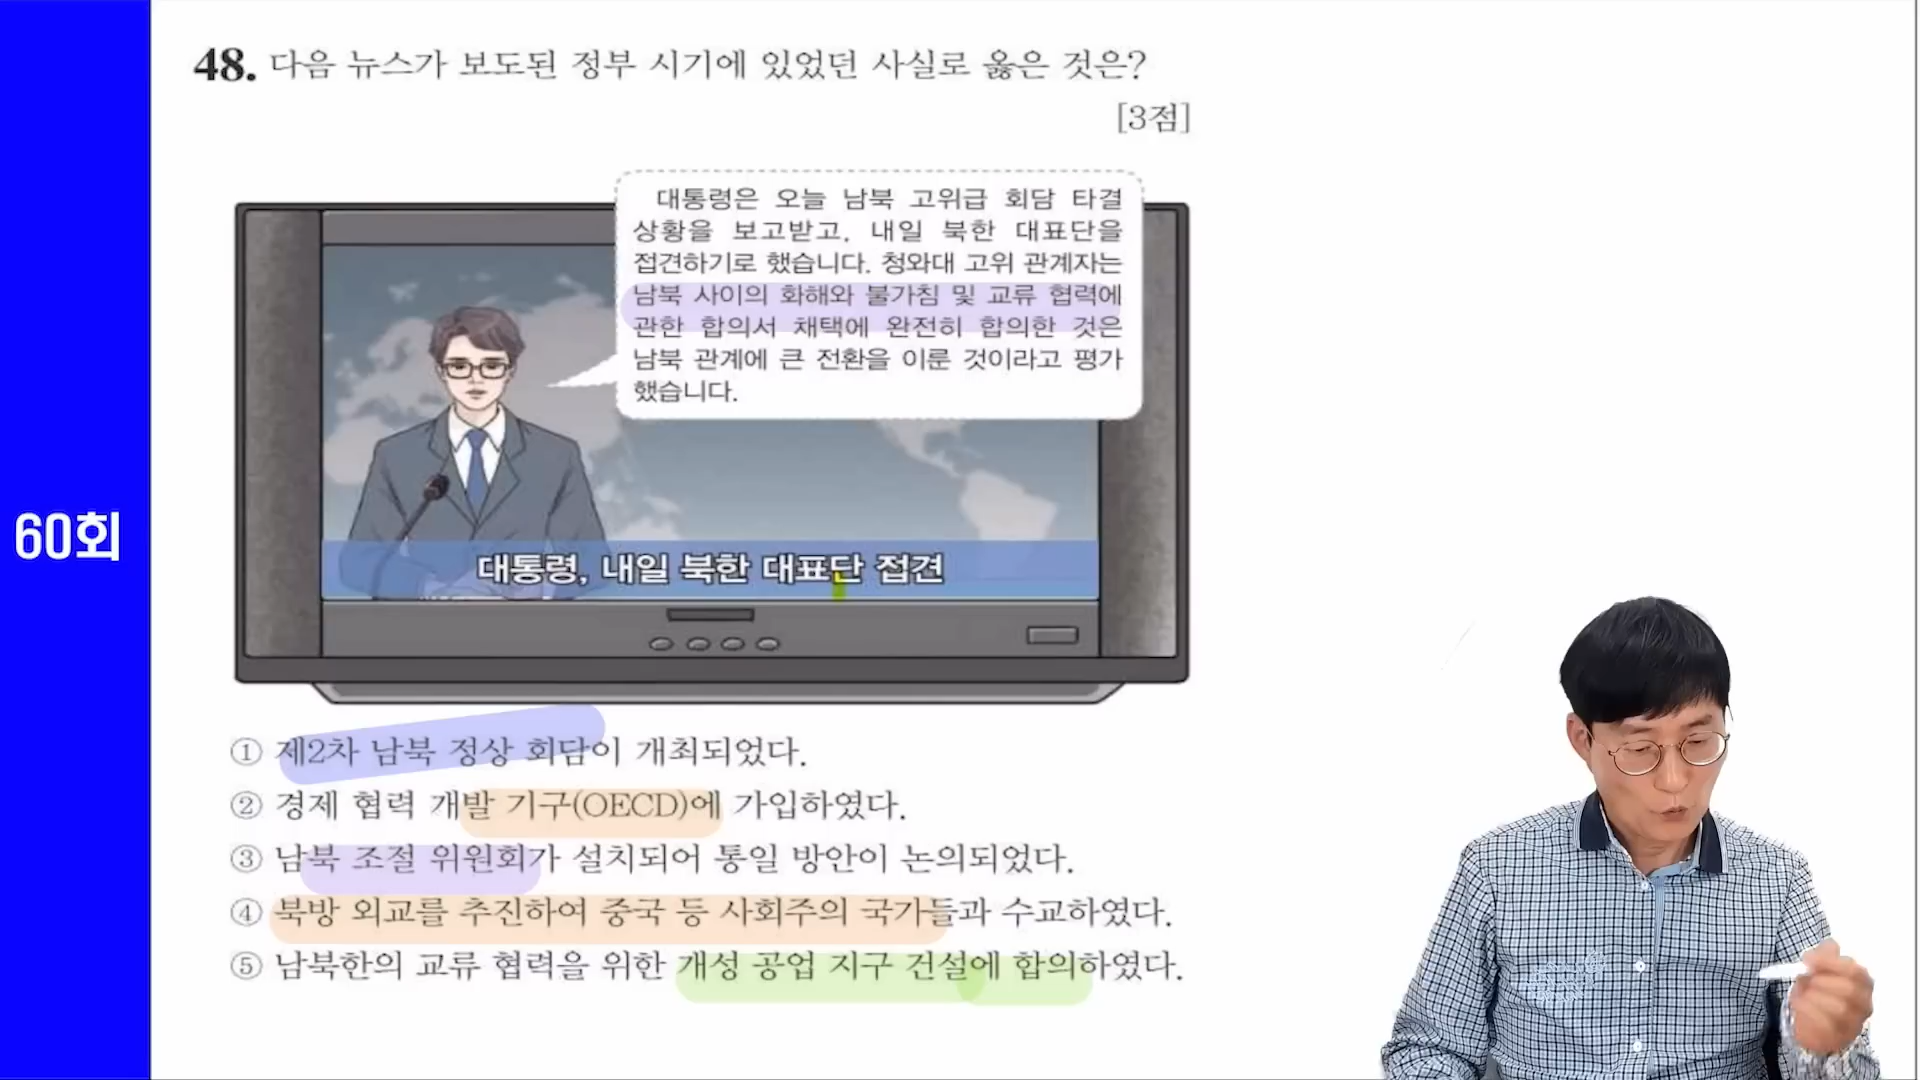 48. 다음 뉴스가 보도된 정부 시기에 있었던 사실로 옳은 것은?
[3점]
대통령은 오늘 남북 고위급 회담 타결
상황을 보고받고, 내일 북한 대표단을
접견하기로 했습니다. 청와대 고위 관계자는
남북 사이의 화해와 불가침 및 교류 협력에
관한 합의서 채택에 완전히 합의한 것은
남북 관계에 큰 전환을 이룬 것이라고 평가
했습니다.
60회
대통령, 내일 북한 대표단 접견
① 제2차 남북 정상 회담이 개최되었다.
② 경제 협력 개발 기구(OECD)에 가입하였다.
③ 남북 조절 위원회가 설치되어 통일 방안이 논의되었다.
④ 북방 외교를 추진하여 중국 등 사회주의 국가들과 수교하였다.
⑤ 남북한의 교류 협력을 위한 개성 공업 지구 건설에 합의하였다.